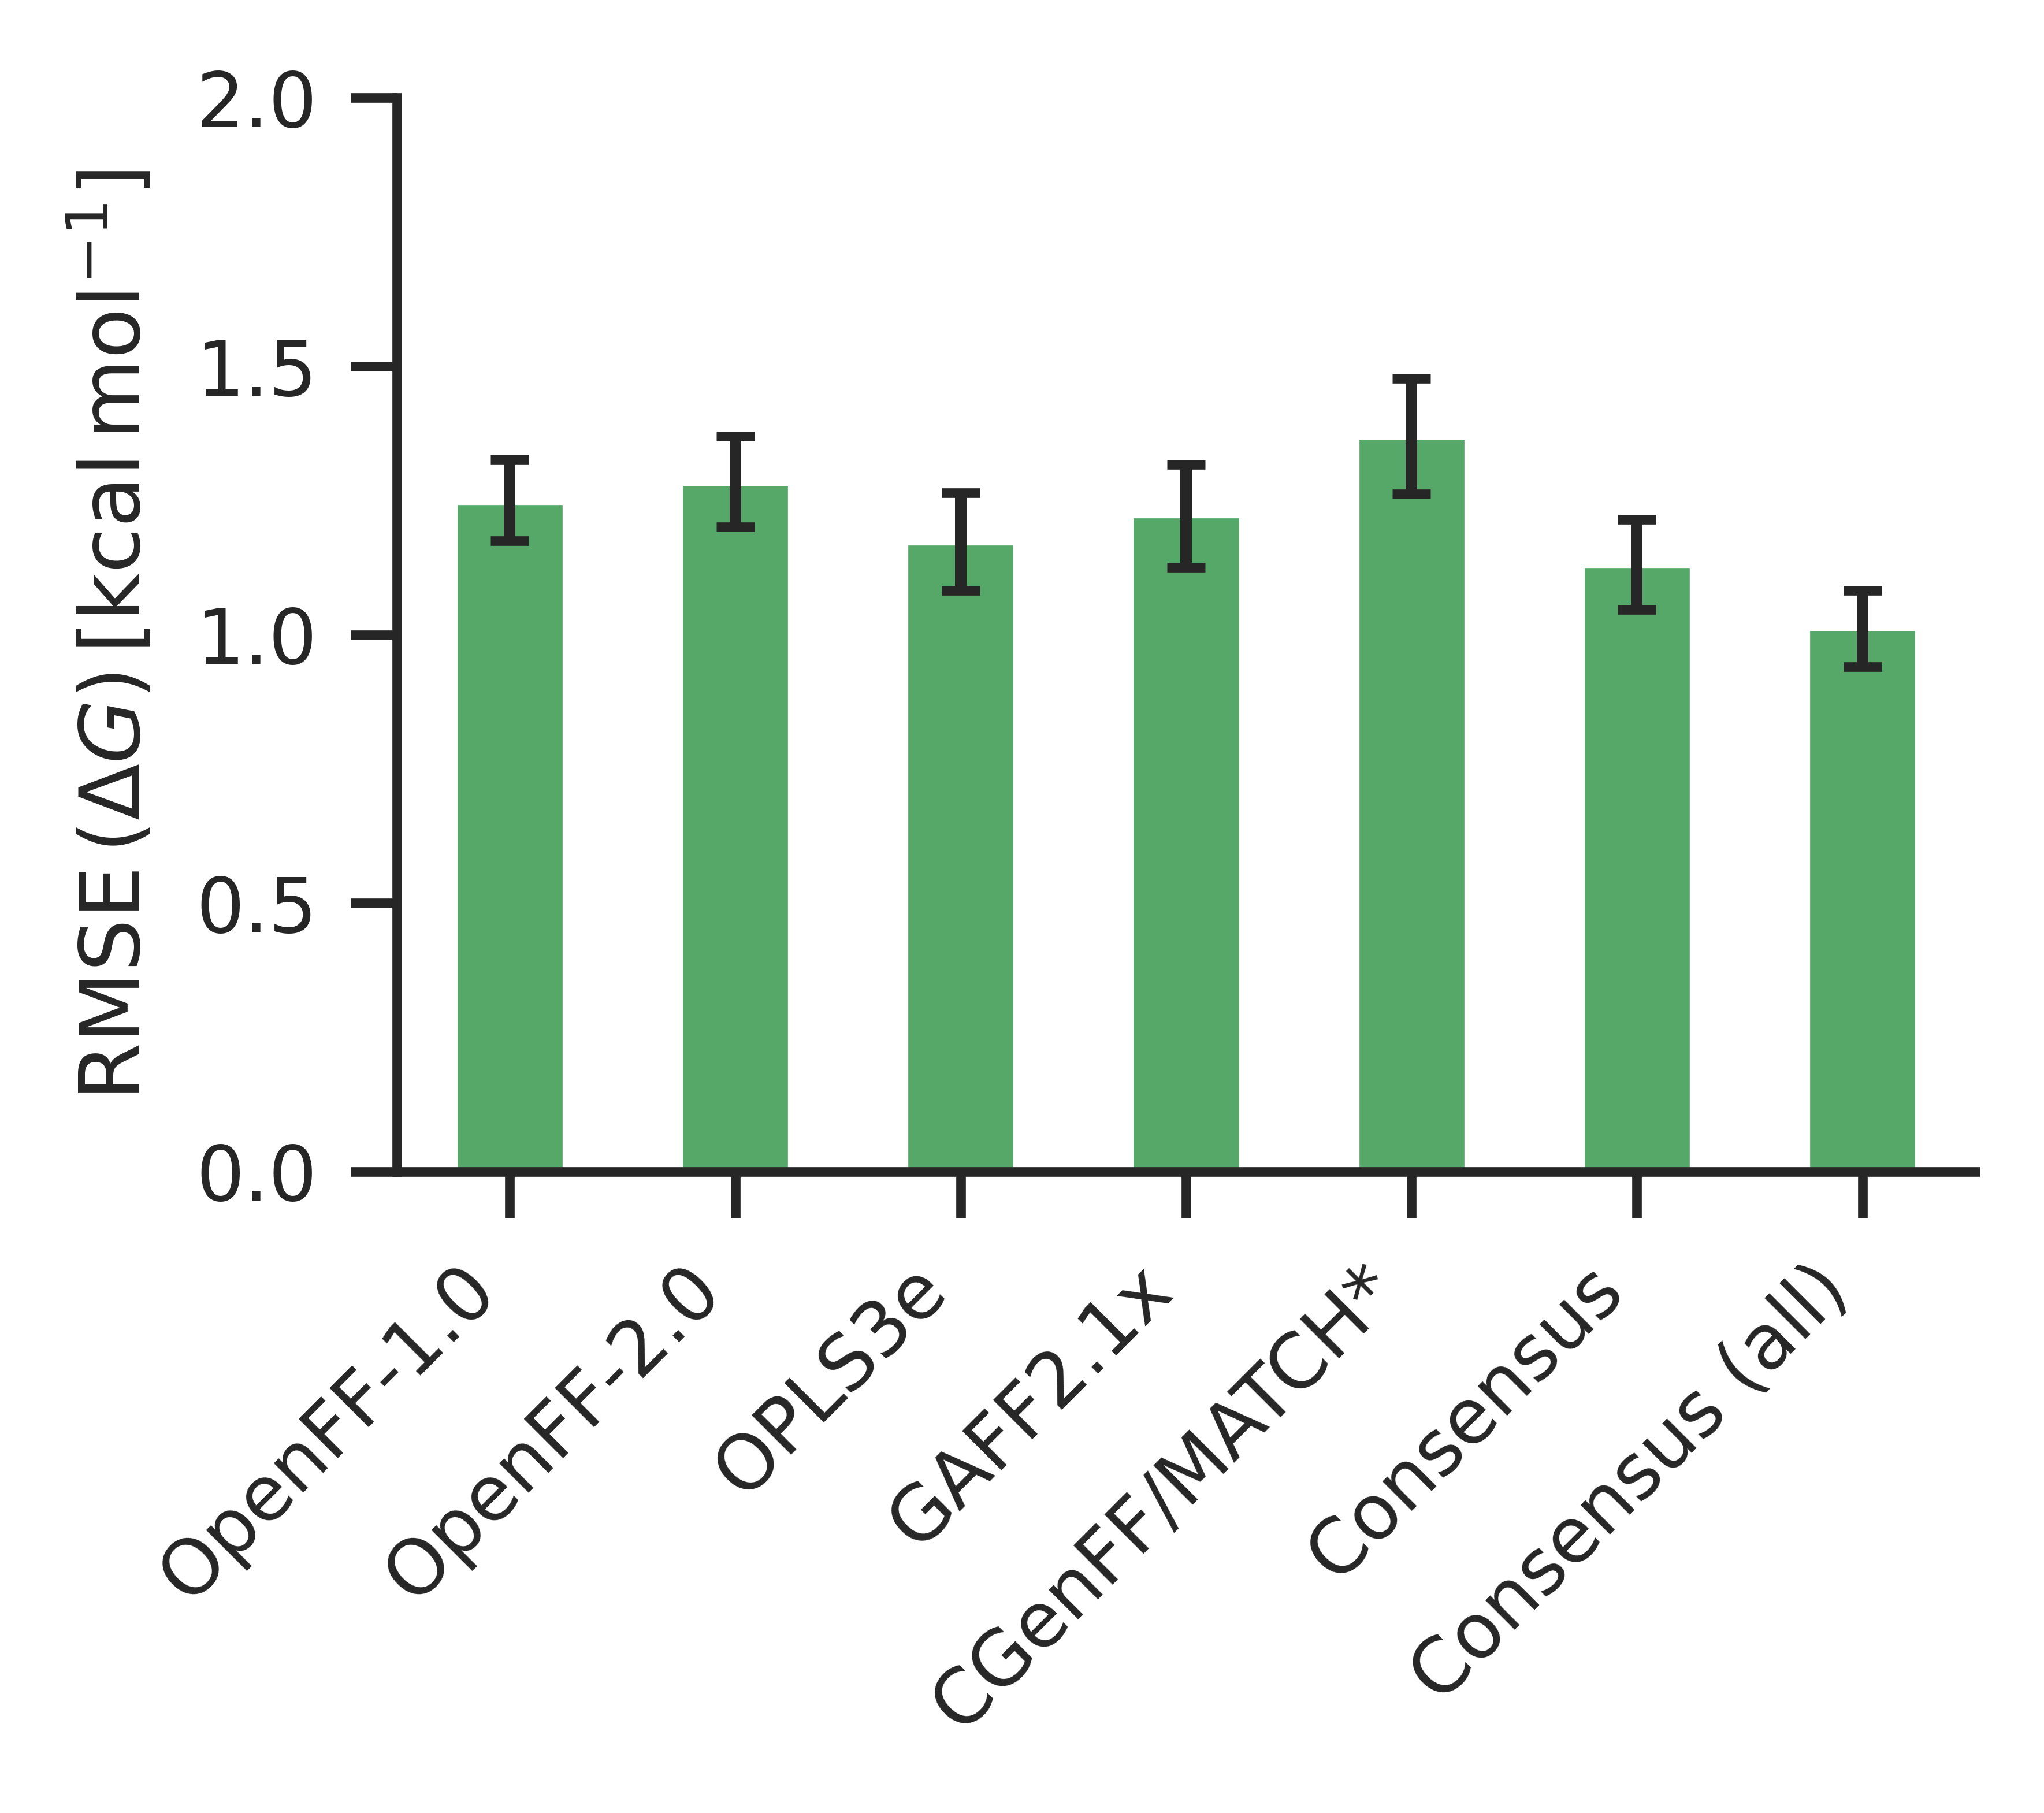 RMSE (ΔG) [kcal mol⁻¹]
2.0
1.5
1.0
0.5
0.0
OpenFF-1.0
OpenFF-2.0
OPLS3e
GAFF2.1x
CGenFF/MATCH*
Consensus
Consensus (all)